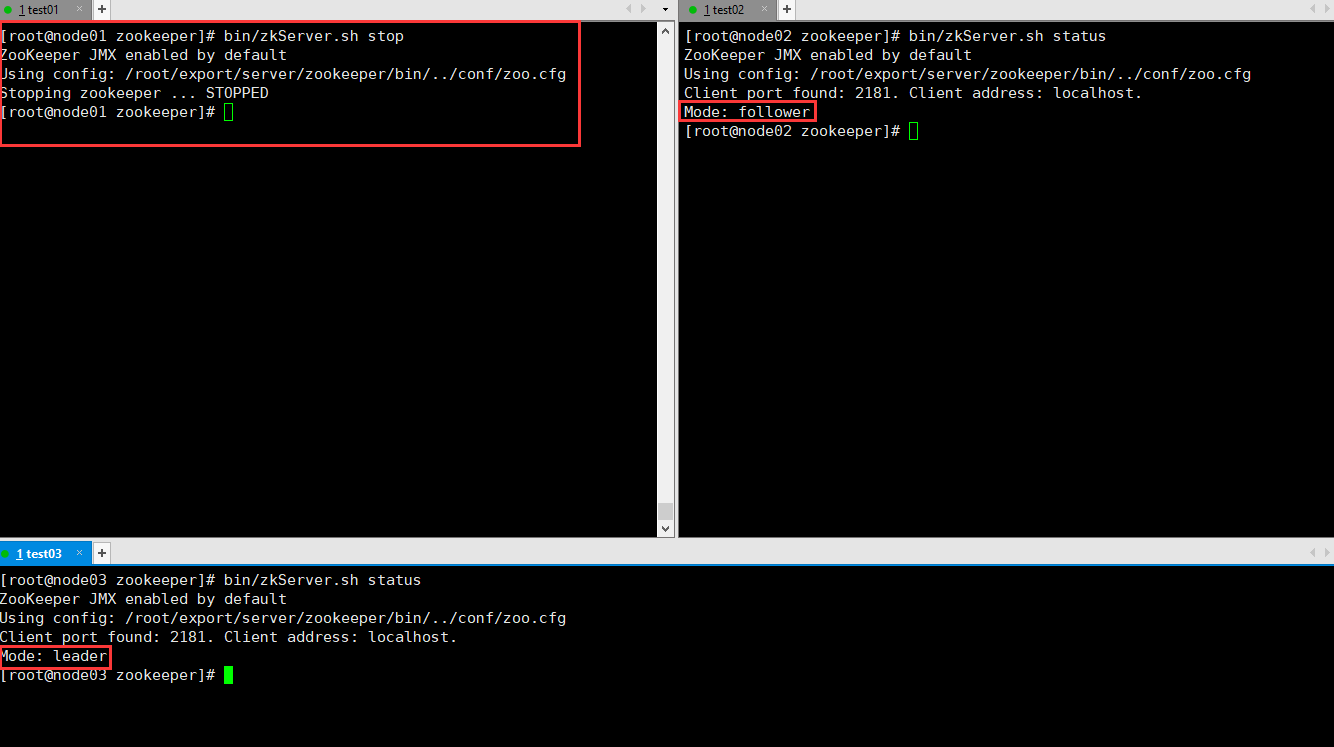 1 test01 × +
[root@node01 zookeeper]# bin/zkServer.sh stop
ZooKeeper JMX enabled by default
Using config: /root/export/server/zookeeper/bin/../conf/zoo.cfg
Stopping zookeeper ... STOPPED
[root@node01 zookeeper]#
1 test02 × +
[root@node02 zookeeper]# bin/zkServer.sh status
ZooKeeper JMX enabled by default
Using config: /root/export/server/zookeeper/bin/../conf/zoo.cfg
Client port found: 2181. Client address: localhost.
Mode: follower
[root@node02 zookeeper]#
1 test03 × +
[root@node03 zookeeper]# bin/zkServer.sh status
ZooKeeper JMX enabled by default
Using config: /root/export/server/zookeeper/bin/../conf/zoo.cfg
Client port found: 2181. Client address: localhost.
Mode: leader
[root@node03 zookeeper]#